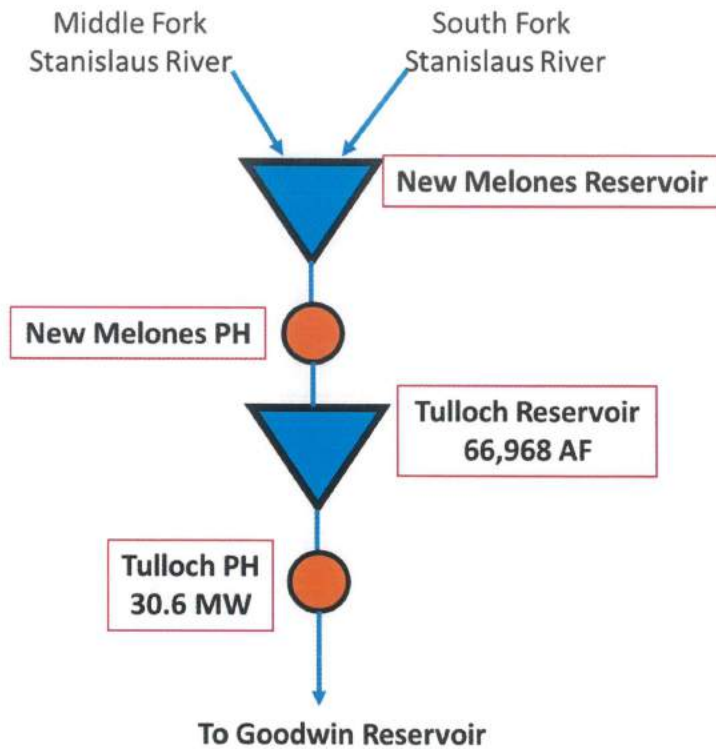 Middle Fork
Stanislaus River
South Fork
Stanislaus River
New Melones Reservoir
New Melones PH
Tulloch Reservoir
66,968 AF
Tulloch PH
30.6 MW
To Goodwin Reservoir